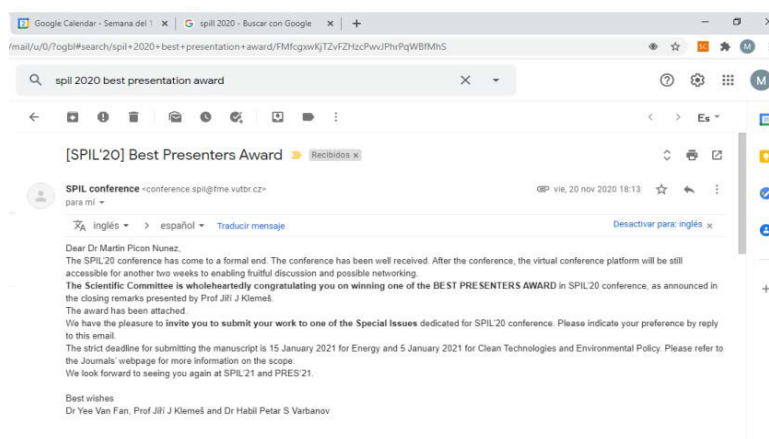 Google Calendar - Semana del 1
spill 2020 - Buscar con Google
/mail/u/0/?ogbl#search/spil+2020+best+presentation+award/FMfcgxwKjTZvFZHzcPwvJPhrPqWBfMhS
SC
M
spil 2020 best presentation award
M
Es
[SPIL'20] Best Presenters Award
Recibidos x
SPIL conference <conference.spil@fme.vutbr.cz>
vie, 20 nov 2020 18:13
para mí
inglés > español Traducir mensaje
Desactivar para: inglés x
Dear Dr Martin Picon Nunez,
The SPIL'20 conference has come to a formal end. The conference has been well received. After the conference, the virtual conference platform will be still
accessible for another two weeks to enabling fruitful discussion and possible networking.
The Scientific Committee is wholeheartedly congratulating you on winning one of the BEST PRESENTERS AWARD in SPIL'20 conference, as announced in
the closing remarks presented by Prof Jiří J Klemeš.
The award has been attached.
We have the pleasure to invite you to submit your work to one of the Special Issues dedicated for SPIL'20 conference. Please indicate your preference by reply
to this email.
The strict deadline for submitting the manuscript is 15 January 2021 for Energy and 5 January 2021 for Clean Technologies and Environmental Policy. Please refer to
the Journals' webpage for more information on the scope.
We look forward to seeing you again at SPIL'21 and PRES'21.
Best wishes
Dr Yee Van Fan, Prof Jiří J Klemeš and Dr Habil Petar S Varbanov